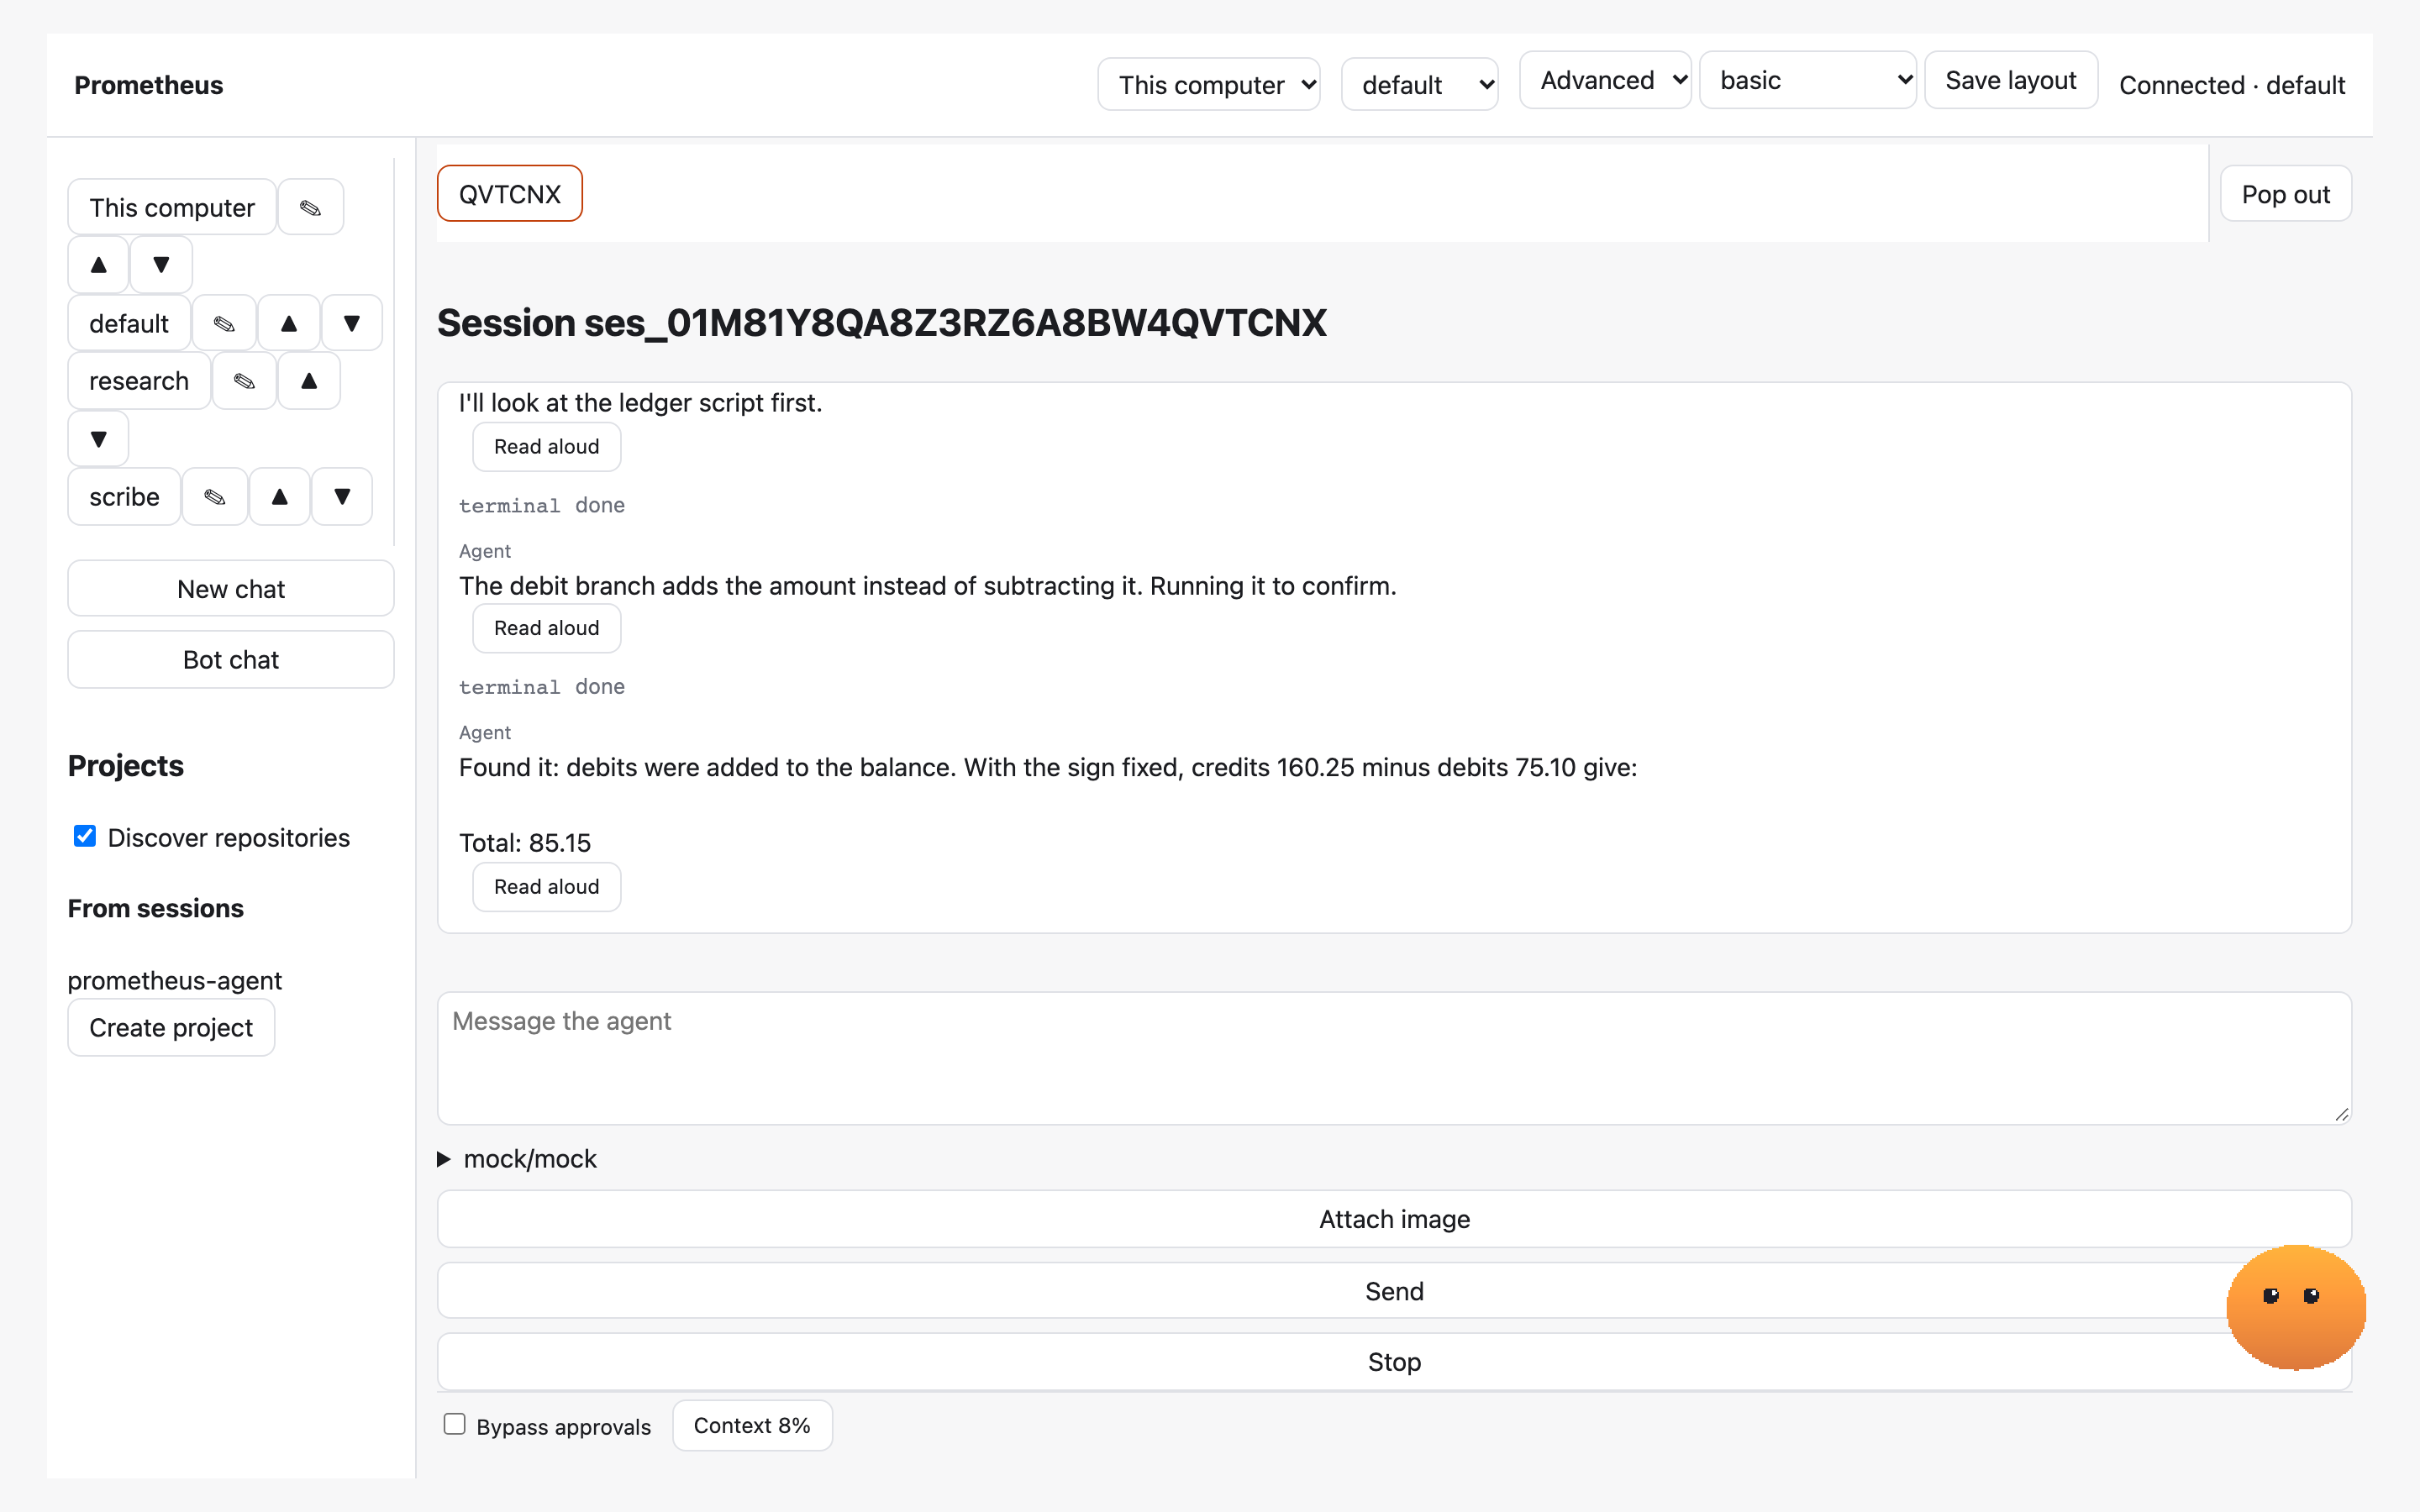 Prometheus
This computer
default
Advanced
basic
Save layout
Connected · default
This computer
default
research
scribe
New chat
Bot chat
Projects
Discover repositories
From sessions
prometheus-agent
Create project
QVTCNX
Pop out
Session ses_01M81Y8QA8Z3RZ6A8BW4QVTCNX
I'll look at the ledger script first.
Read aloud
terminal done
Agent
The debit branch adds the amount instead of subtracting it. Running it to confirm.
Read aloud
terminal done
Agent
Found it: debits were added to the balance. With the sign fixed, credits 160.25 minus debits 75.10 give:
Total: 85.15
Read aloud
Message the agent
mock/mock
Attach image
Send
Stop
Bypass approvals
Context 8%